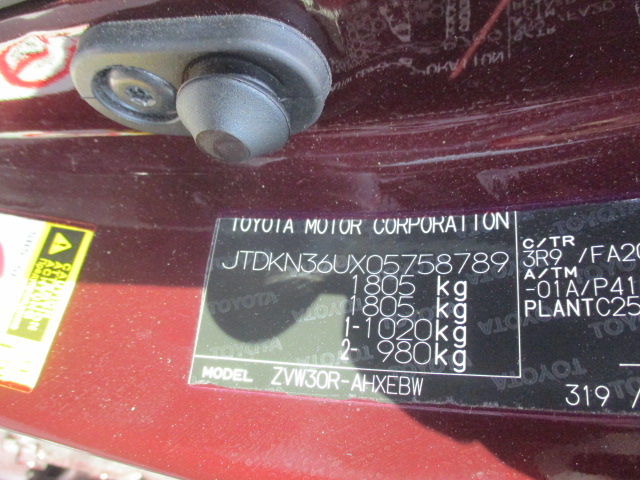 TOYOTA MOTOR CORPORATION
JTDKN36UX05758789
1805 kg
1805 kg
1-1020kg
2- 980kg
MODEL ZVW30R-AHXEBW
C/TR
3R9 /FA20
A/TM
-01A/P41
PLANTC25
319 /